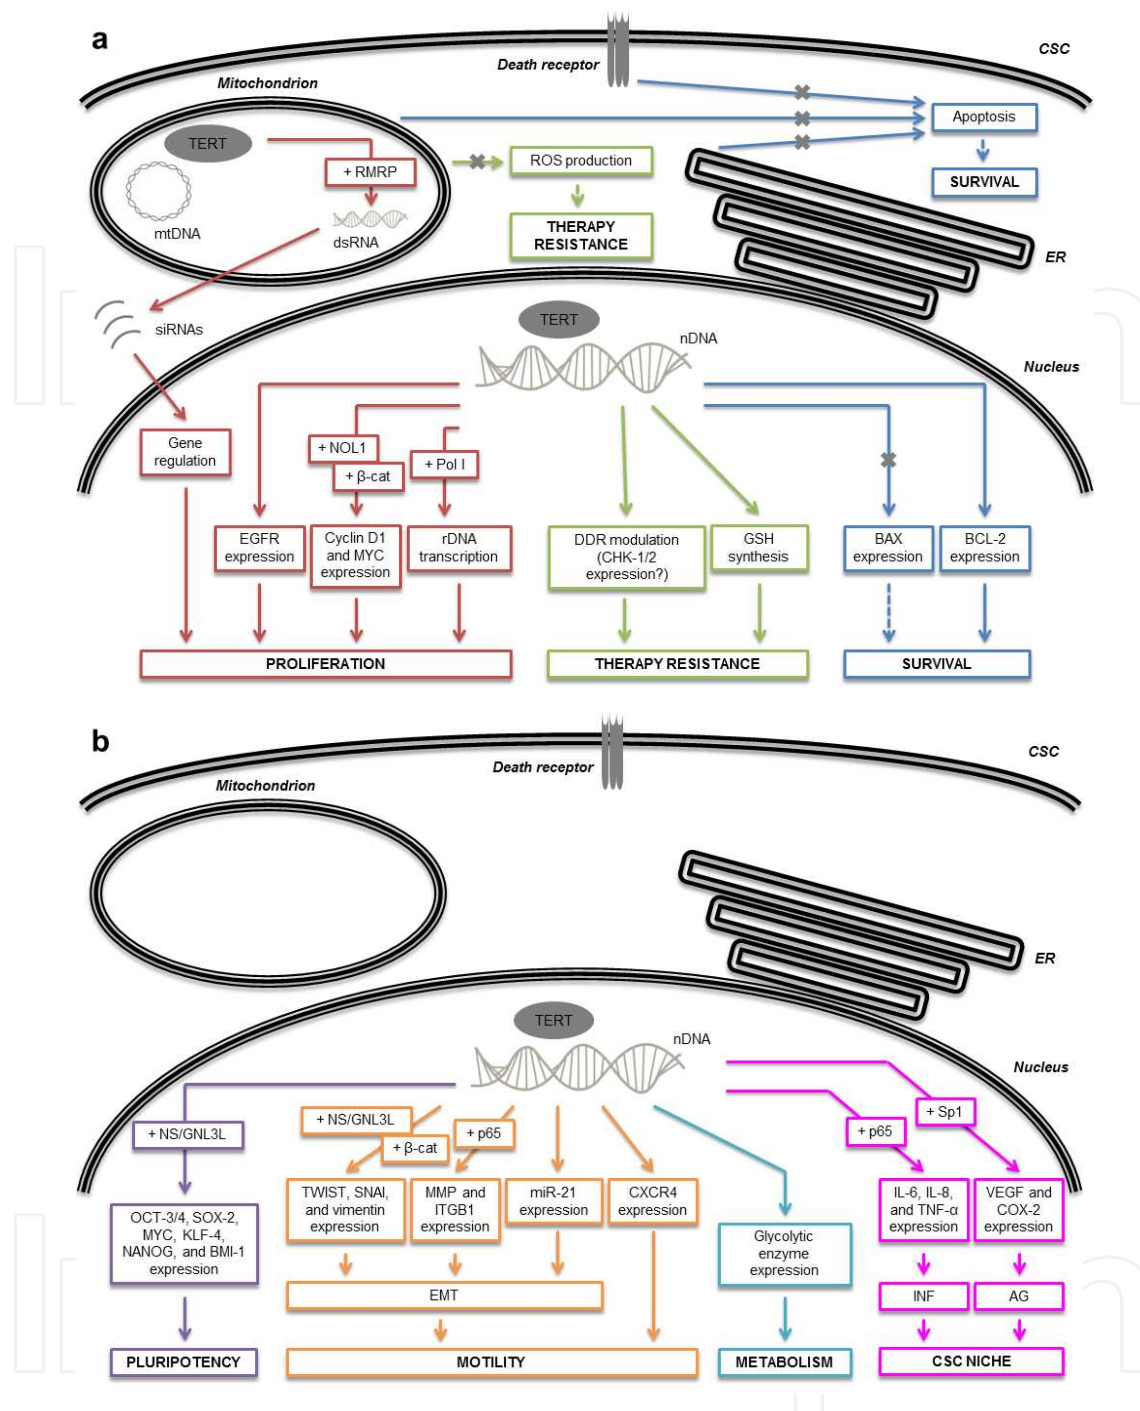 a
CSC
Death receptor
Mitochondrion
TERT
Apoptosis
+ RMRP
ROS production
SURVIVAL
mtDNA
dsRNA
THERAPY
RESISTANCE
ER
siRNAs
TERT
nDNA
Nucleus
Gene
regulation
+ NOL1
+ β-cat
+ Pol I
EGFR
expression
Cyclin D1
and MYC
expression
rDNA
transcription
DDR modulation
(CHK-1/2
expression?)
GSH
synthesis
BAX
expression
BCL-2
expression
PROLIFERATION
THERAPY RESISTANCE
SURVIVAL
b
CSC
Death receptor
Mitochondrion
ER
TERT
nDNA
Nucleus
+ NS/GNL3L
+ NS/GNL3L
+ β-cat
+ p65
+ p65
+ Sp1
OCT-3/4, SOX-2,
MYC, KLF-4,
NANOG, and BMI-1
expression
TWIST, SNAI,
and vimentin
expression
MMP and
ITGB1
expression
miR-21
expression
CXCR4
expression
Glycolytic
enzyme
expression
IL-6, IL-8,
and TNF-α
expression
VEGF and
COX-2
expression
EMT
INF
AG
PLURIPOTENCY
MOTILITY
METABOLISM
CSC NICHE